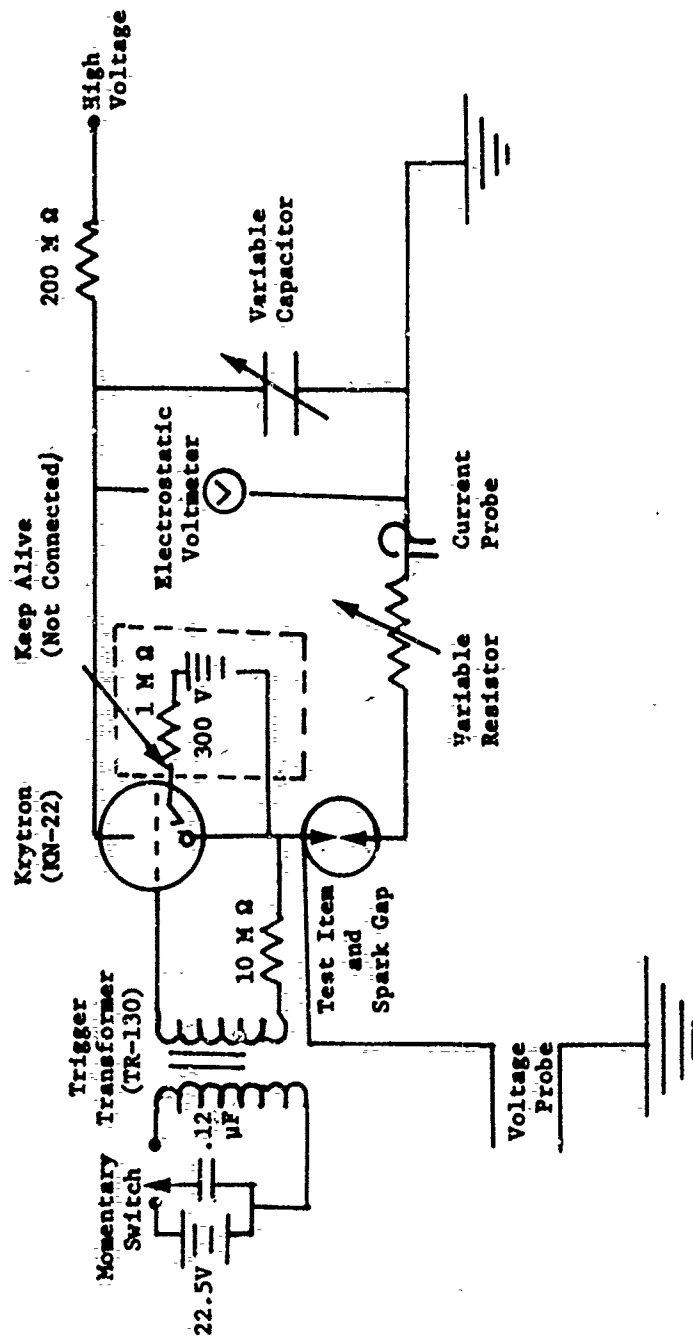 Momentary
Switch
22.5V
.12
µF
Trigger
Transformer
(TR-130)
10 M Ω
Krytron
(KN-22)
Keep Alive
(Not Connected)
1 M Ω
300 V
200 M Ω
High
Voltage
Electrostatic
Voltmeter
Variable
Capacitor
Test Item
and
Spark Gap
Voltage
Probe
Variable
Resistor
Current
Probe